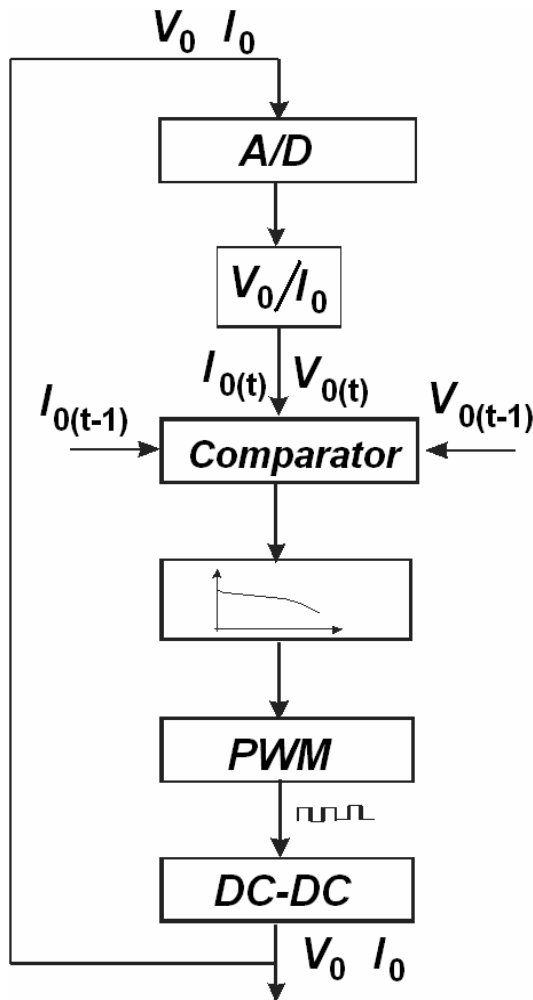 V₀ I₀
A/D
V₀/I₀
I₀₍t₎ V₀₍t₎
I₀₍t-1₎
V₀₍t-1₎
Comparator
PWM
DC-DC
V₀ I₀